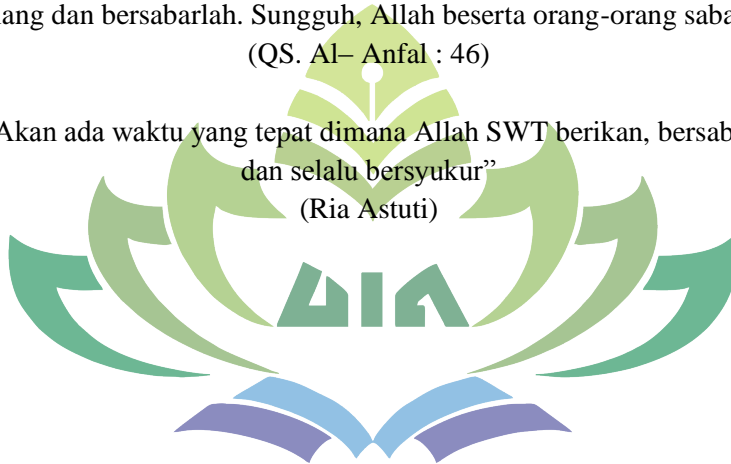 ang dan bersabarlah. Sungguh, Allah beserta orang-orang saba
(QS. Al– Anfal : 46)
Akan ada waktu yang tepat dimana Allah SWT berikan, bersab
dan selalu bersyukur”
(Ria Astuti)
UIN